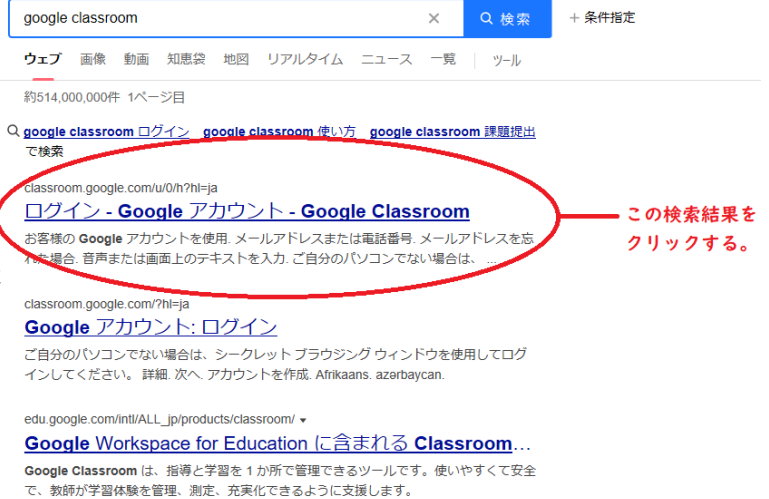 google classroom × 検索 + 条件指定
ウェブ 画像 動画 知恵袋 地図 リアルタイム ニュース 一覧 ツール
約514,000,000件 1ページ目
google classroom ログイン google classroom 使い方 google classroom 課題提出
で検索
classroom.google.com/u/0/h?hl=ja
ログイン - Google アカウント - Google Classroom
お客様の Google アカウントを使用. メールアドレスまたは電話番号. メールアドレスを忘
れた場合. 音声または画面上のテキストを入力. ご自分のパソコンでない場合は、 ...
この検索結果を
クリックする。
classroom.google.com/?hl=ja
Google アカウント: ログイン
ご自分のパソコンでない場合は、シークレット ブラウジング ウィンドウを使用してログ
インしてください。 詳細. 次へ. アカウントを作成. Afrikaans. azərbaycan.
edu.google.com/intl/ALL_jp/products/classroom/
Google Workspace for Education に含まれる Classroom...
Google Classroom は、指導と学習を 1 か所で管理できるツールです。使いやすくて安全
で、教師が学習体験を管理、測定、充実化できるように支援します。